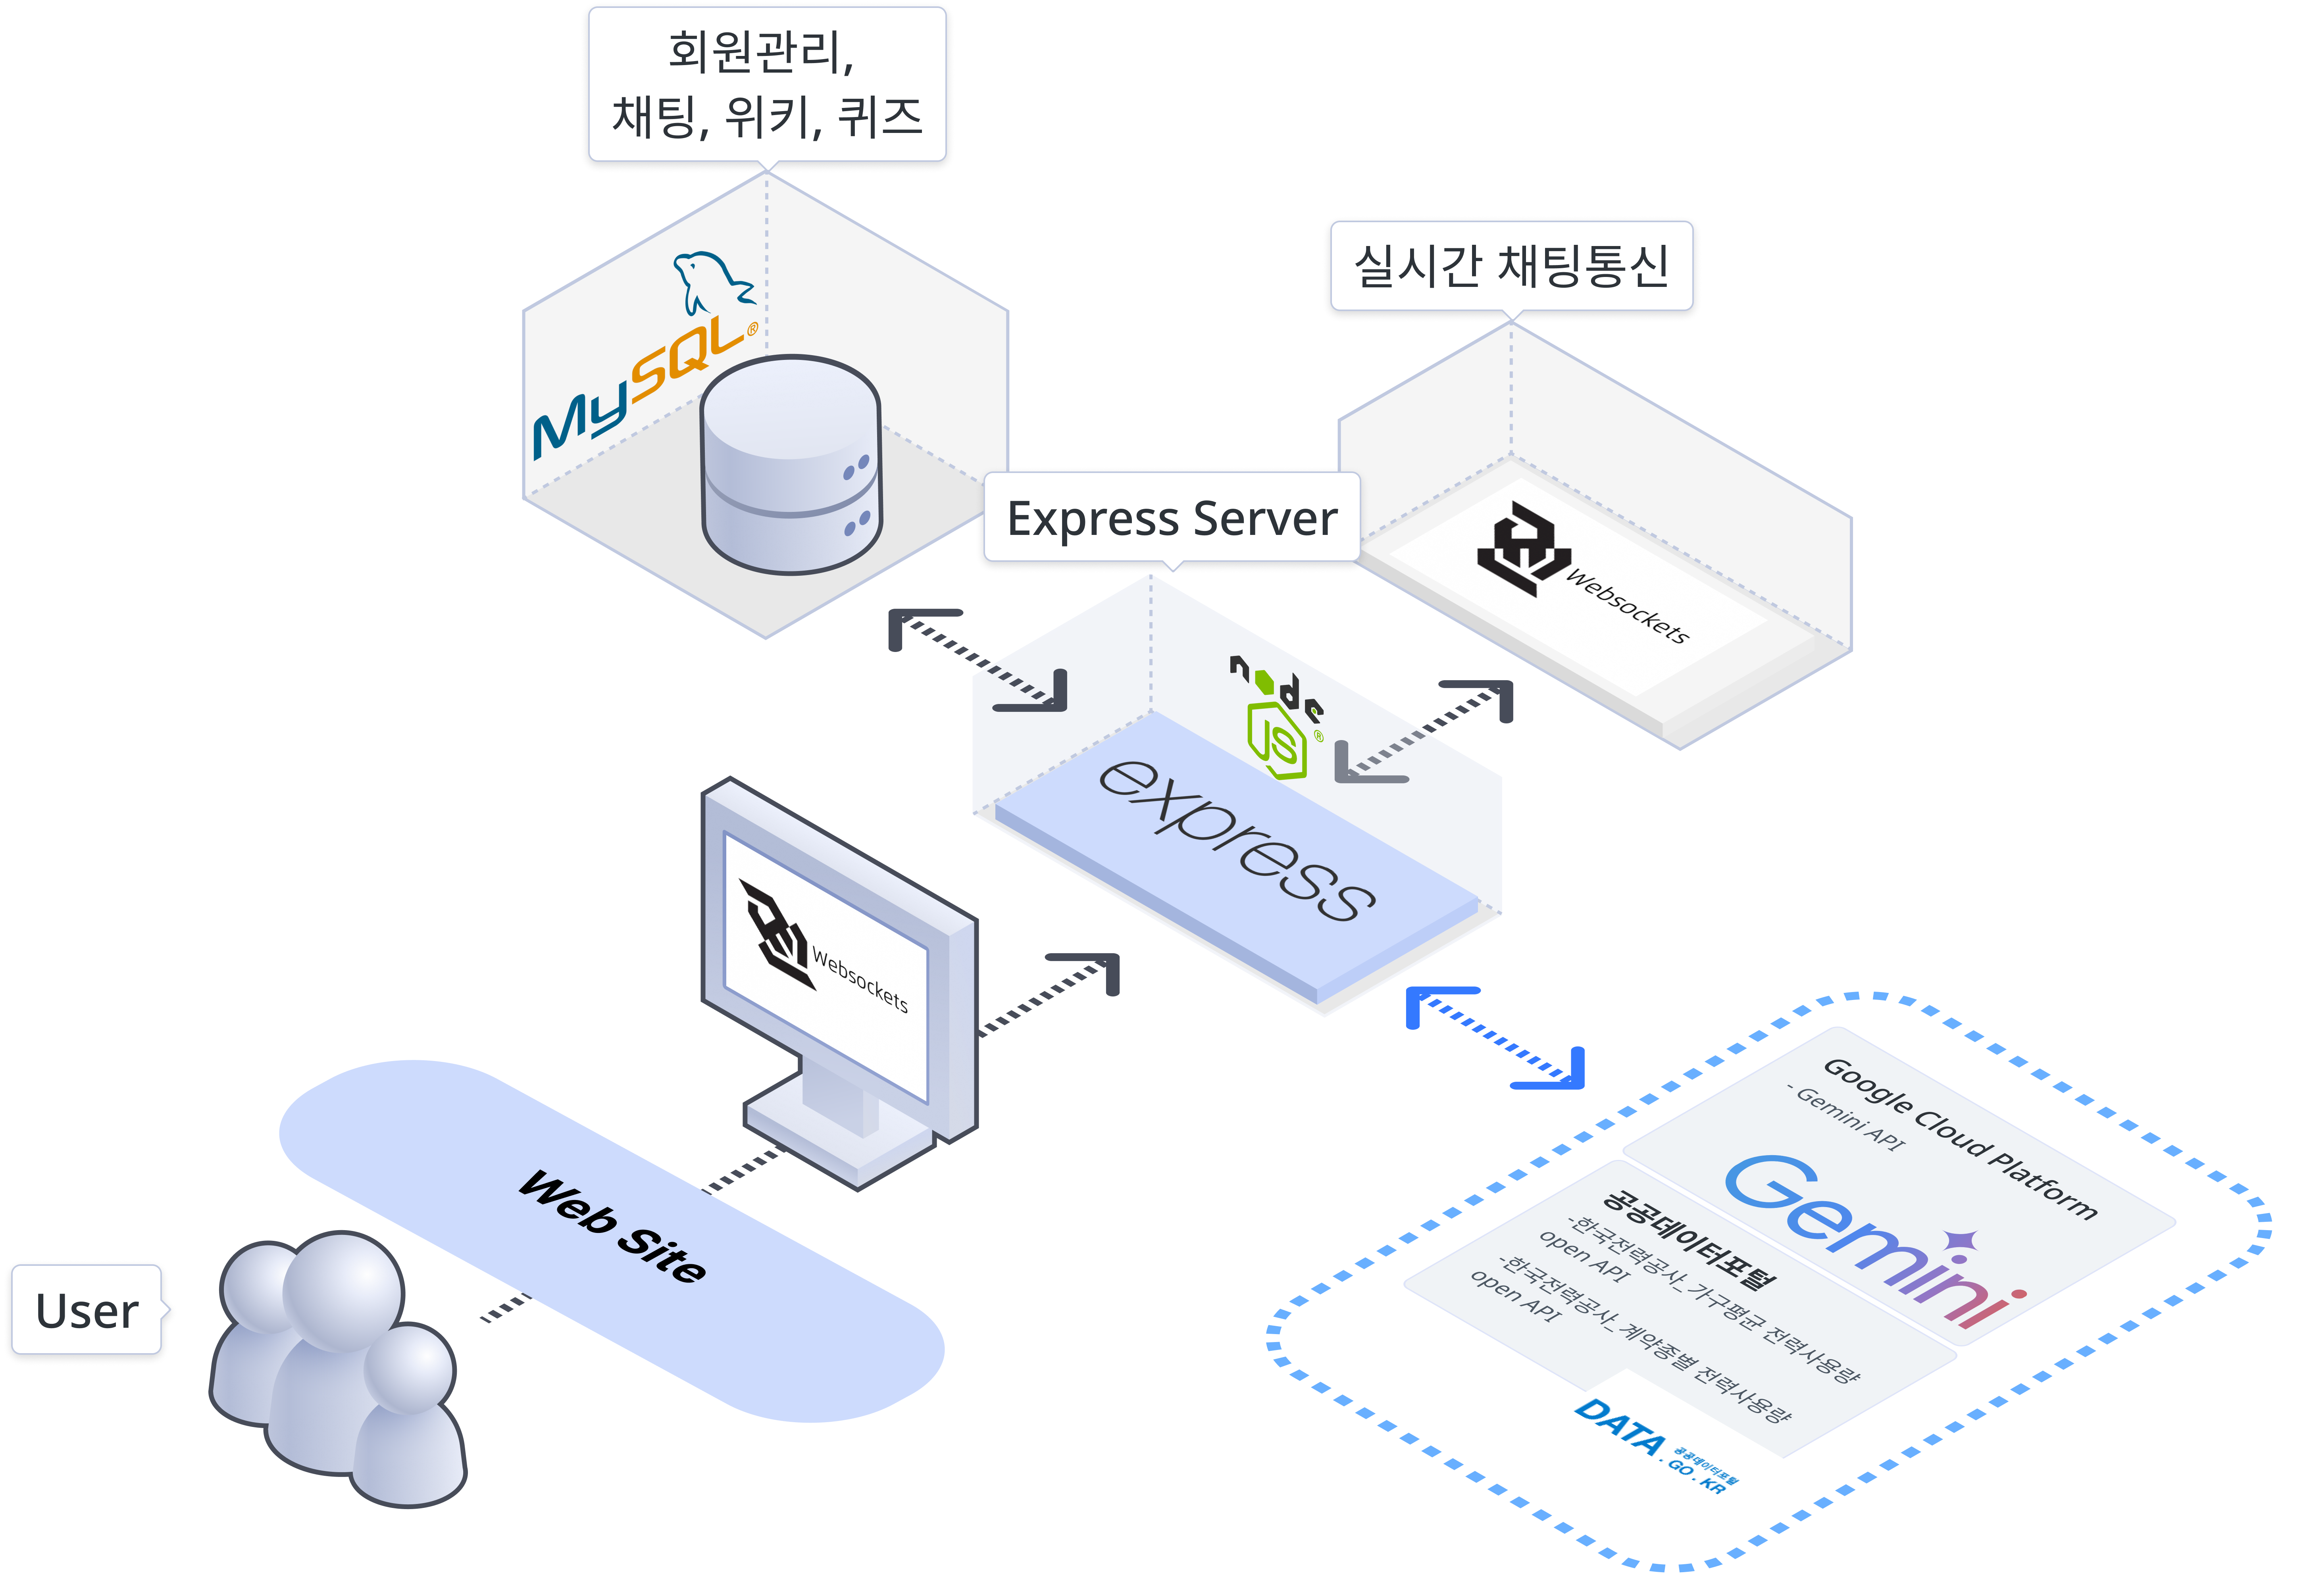 회원관리,
채팅, 위키, 퀴즈
MySQL®
실시간 채팅통신
Websockets
Express Server
node
JS®
express
Websockets
Web Site
User
Google Cloud Platform
- Gemini API
Gemini
공공데이터포털
-한국전력공사_가구평균 전력사용량
open API
-한국전력공사_계약종별 전력사용량
open API
DATA
공공데이터포털
.GO.KR